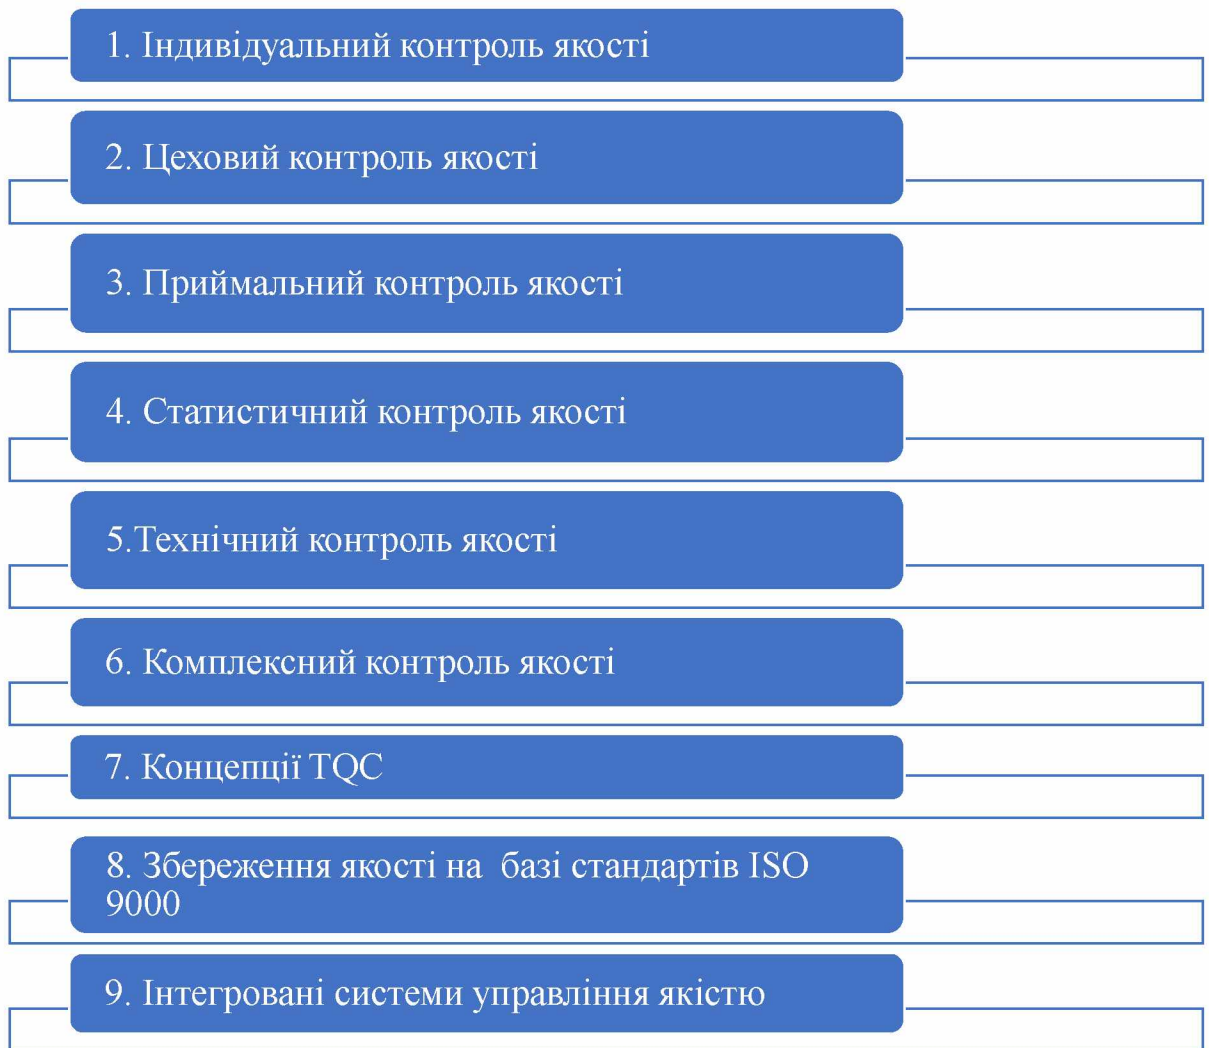 1. Індивідуальний контроль якості
2. Цеховий контроль якості
3. Приймальний контроль якості
4. Статистичний контроль якості
5.Технічний контроль якості
6. Комплексний контроль якості
7. Концепції TQC
8. Збереження якості на базі стандартів ISO
9000
9. Інтегровані системи управління якістю